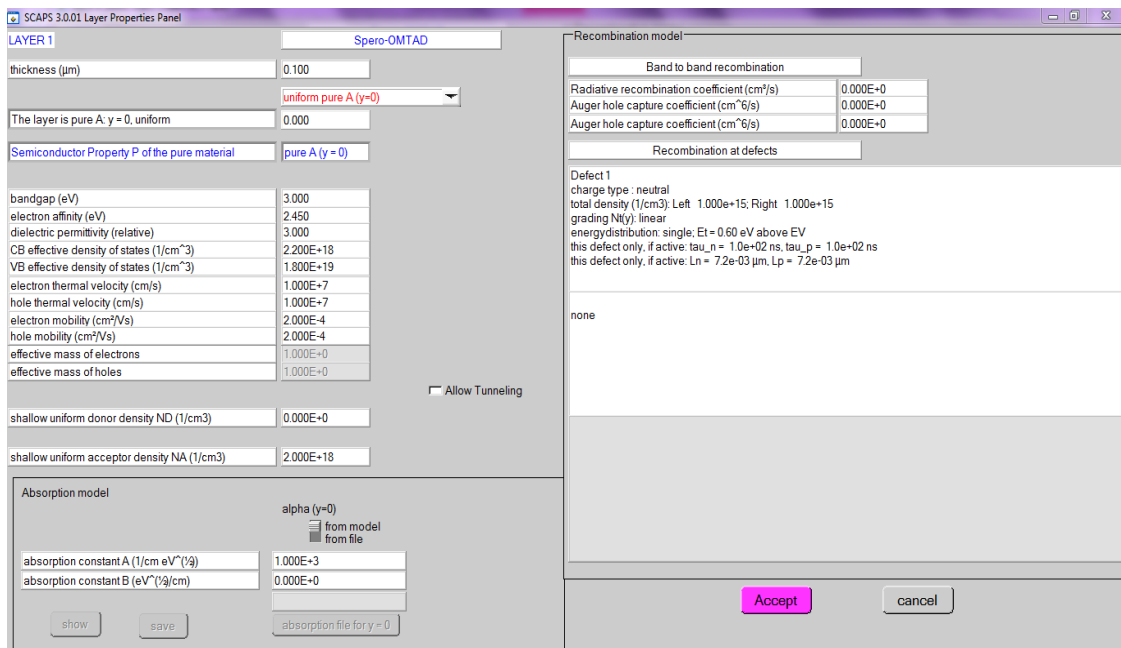 SCAPS 3.0.01 Layer Properties Panel
LAYER 1
Spero-OMTAD
thickness (µm) 0.100
uniform pure A (y=0)
The layer is pure A: y = 0, uniform 0.000
Semiconductor Property P of the pure material pure A (y = 0)
bandgap (eV) 3.000
electron affinity (eV) 2.450
dielectric permittivity (relative) 3.000
CB effective density of states (1/cm^3) 2.200E+18
VB effective density of states (1/cm^3) 1.800E+19
electron thermal velocity (cm/s) 1.000E+7
hole thermal velocity (cm/s) 1.000E+7
electron mobility (cm²/Vs) 2.000E-4
hole mobility (cm²/Vs) 2.000E-4
effective mass of electrons 1.000E+0
effective mass of holes 1.000E+0
Allow Tunneling
shallow uniform donor density ND (1/cm3) 0.000E+0
shallow uniform acceptor density NA (1/cm3) 2.000E+18
Absorption model
alpha (y=0)
from model
from file
absorption constant A (1/cm eV^(½)) 1.000E+3
absorption constant B (eV^(½)/cm) 0.000E+0
show
save
absorption file for y = 0
Recombination model
Band to band recombination
Radiative recombination coefficient (cm³/s) 0.000E+0
Auger hole capture coefficient (cm^6/s) 0.000E+0
Auger hole capture coefficient (cm^6/s) 0.000E+0
Recombination at defects
Defect 1
charge type : neutral
total density (1/cm3): Left 1.000e+15; Right 1.000e+15
grading Nt(y): linear
energydistribution: single; Et = 0.60 eV above EV
this defect only, if active: tau_n = 1.0e+02 ns, tau_p = 1.0e+02 ns
this defect only, if active: Ln = 7.2e-03 µm, Lp = 7.2e-03 µm
none
Accept
cancel